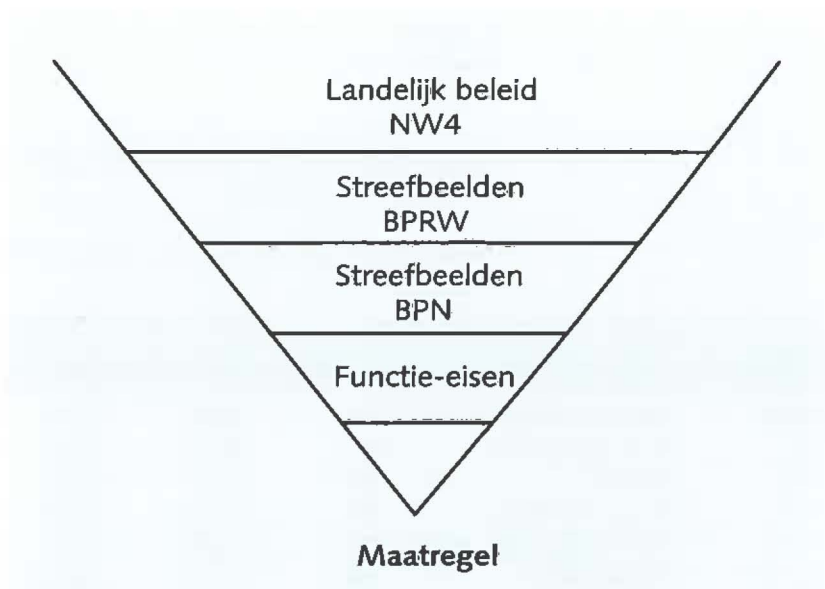 Landelijk beleid
NW4
Streefbeelden
BPRW
Streefbeelden
BPN
Functie-eisen
Maatregel